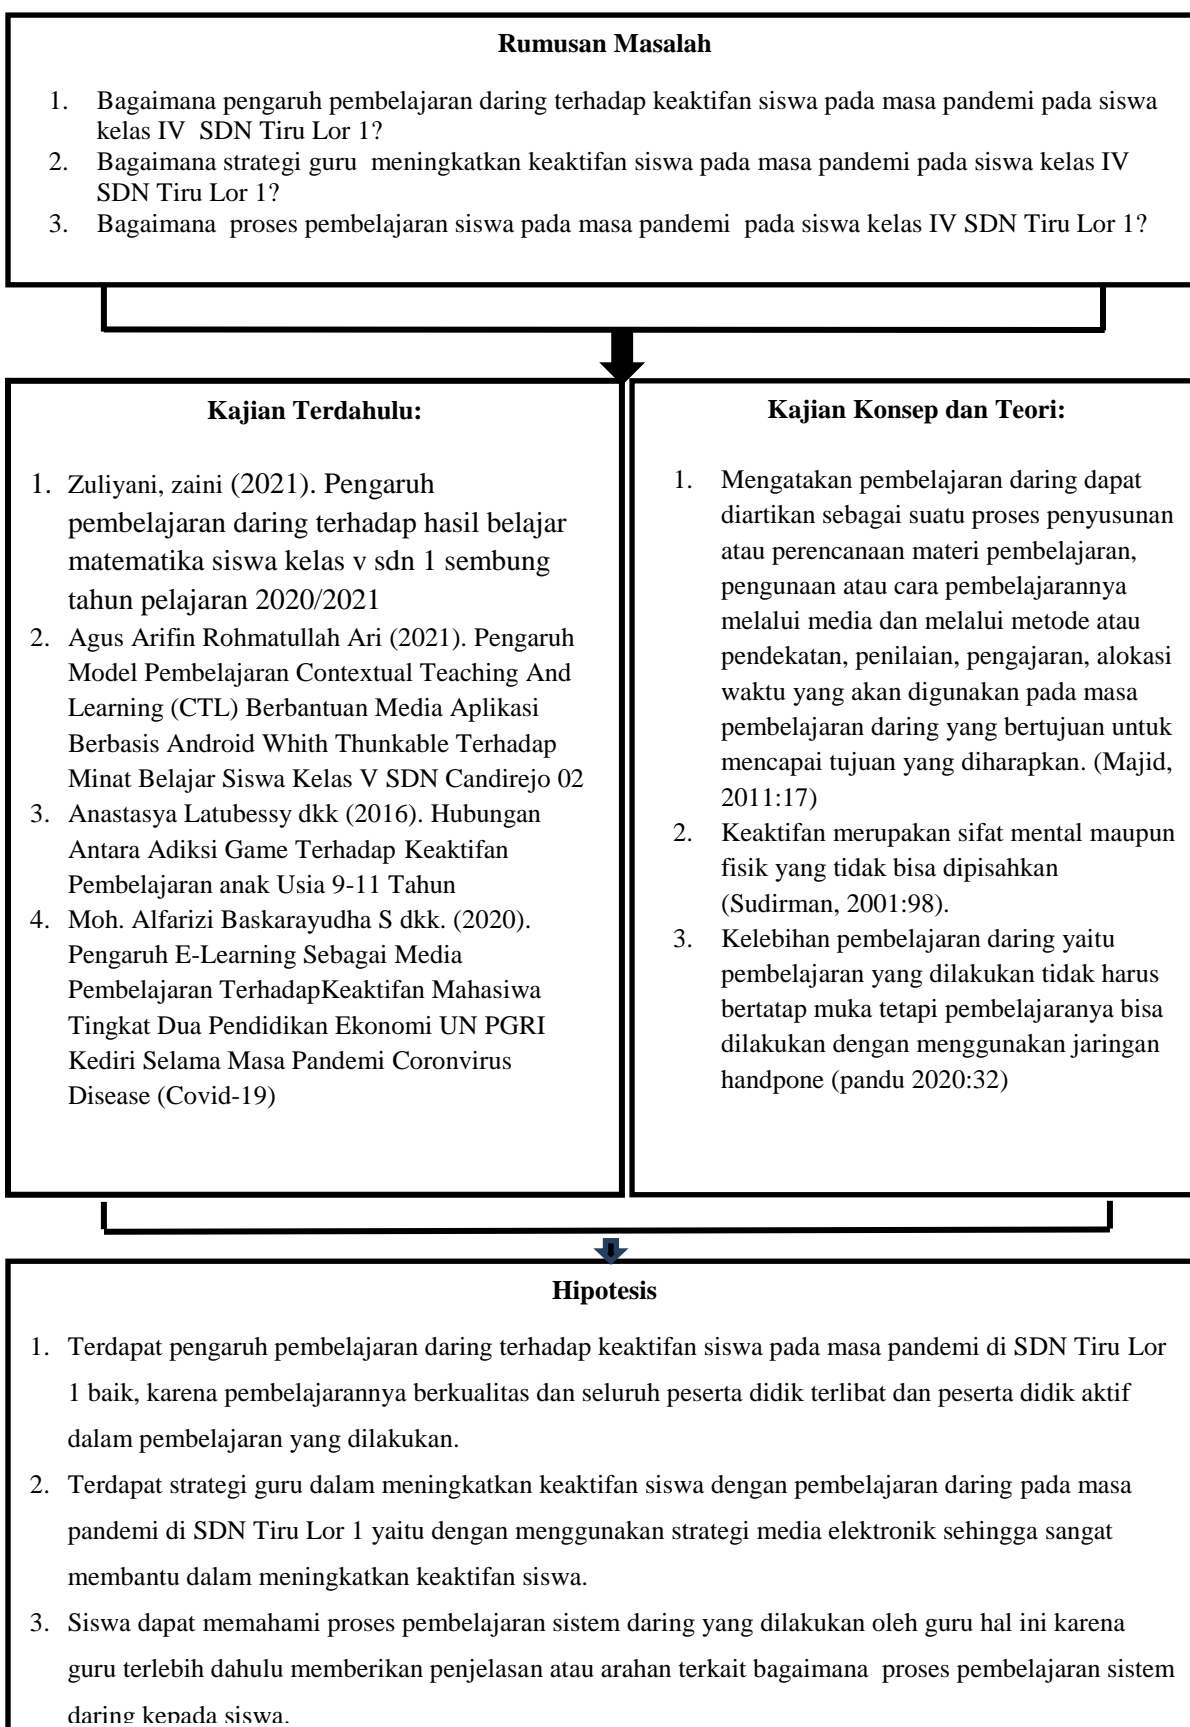 Rumusan Masalah
1. Bagaimana pengaruh pembelajaran daring terhadap keaktifan siswa pada masa pandemi pada siswa
kelas IV SDN Tiru Lor 1?
2. Bagaimana strategi guru meningkatkan keaktifan siswa pada masa pandemi pada siswa kelas IV
SDN Tiru Lor 1?
3. Bagaimana proses pembelajaran siswa pada masa pandemi pada siswa kelas IV SDN Tiru Lor 1?
Kajian Terdahulu:
1. Zuliyani, zaini (2021). Pengaruh
pembelajaran daring terhadap hasil belajar
matematika siswa kelas v sdn 1 sembung
tahun pelajaran 2020/2021
2. Agus Arifin Rohmatullah Ari (2021). Pengaruh
Model Pembelajaran Contextual Teaching And
Learning (CTL) Berbantuan Media Aplikasi
Berbasis Android Whith Thunkable Terhadap
Minat Belajar Siswa Kelas V SDN Candirejo 02
3. Anastasya Latubessy dkk (2016). Hubungan
Antara Adiksi Game Terhadap Keaktifan
Pembelajaran anak Usia 9-11 Tahun
4. Moh. Alfarizi Baskarayudha S dkk. (2020).
Pengaruh E-Learning Sebagai Media
Pembelajaran TerhadapKeaktifan Mahasiwa
Tingkat Dua Pendidikan Ekonomi UN PGRI
Kediri Selama Masa Pandemi Coronvirus
Disease (Covid-19)
Kajian Konsep dan Teori:
1. Mengatakan pembelajaran daring dapat
diartikan sebagai suatu proses penyusunan
atau perencanaan materi pembelajaran,
pengunaan atau cara pembelajarannya
melalui media dan melalui metode atau
pendekatan, penilaian, pengajaran, alokasi
waktu yang akan digunakan pada masa
pembelajaran daring yang bertujuan untuk
mencapai tujuan yang diharapkan. (Majid,
2011:17)
2. Keaktifan merupakan sifat mental maupun
fisik yang tidak bisa dipisahkan
(Sudirman, 2001:98).
3. Kelebihan pembelajaran daring yaitu
pembelajaran yang dilakukan tidak harus
bertatap muka tetapi pembelajaranya bisa
dilakukan dengan menggunakan jaringan
handpone (pandu 2020:32)
Hipotesis
1. Terdapat pengaruh pembelajaran daring terhadap keaktifan siswa pada masa pandemi di SDN Tiru Lor
1 baik, karena pembelajarannya berkualitas dan seluruh peserta didik terlibat dan peserta didik aktif
dalam pembelajaran yang dilakukan.
2. Terdapat strategi guru dalam meningkatkan keaktifan siswa dengan pembelajaran daring pada masa
pandemi di SDN Tiru Lor 1 yaitu dengan menggunakan strategi media elektronik sehingga sangat
membantu dalam meningkatkan keaktifan siswa.
3. Siswa dapat memahami proses pembelajaran sistem daring yang dilakukan oleh guru hal ini karena
guru terlebih dahulu memberikan penjelasan atau arahan terkait bagaimana proses pembelajaran sistem
daring kepada siswa.